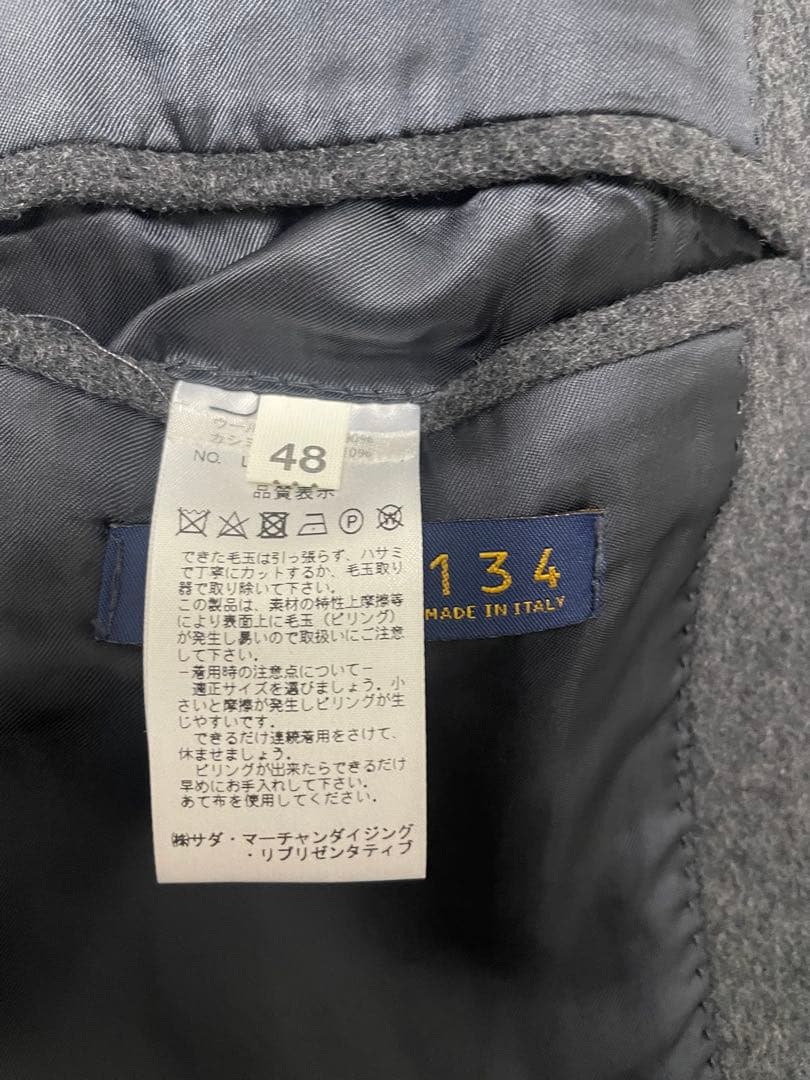 48
NO.
品質表示
できた毛玉は引っ張らず、ハサミ
で丁寧にカットするか、毛玉取り
器で取り除いて下さい。
この製品は、素材の特性上摩擦等
により表面上に毛玉（ピリング）
が発生し易いので取扱いにご注意
して下さい。
－着用時の注意点について－
適正サイズを選びましょう。小
さいと摩擦が発生しピリングが生
じやすいです。
できるだけ連続着用をさけて、
休ませましょう。
ピリングが出来たらできるだけ
早めにお手入れして下さい。
あて布を使用してください。
㈱サダ・マーチャンダイジング
・リプリゼンタティブ
134
MADE IN ITALY